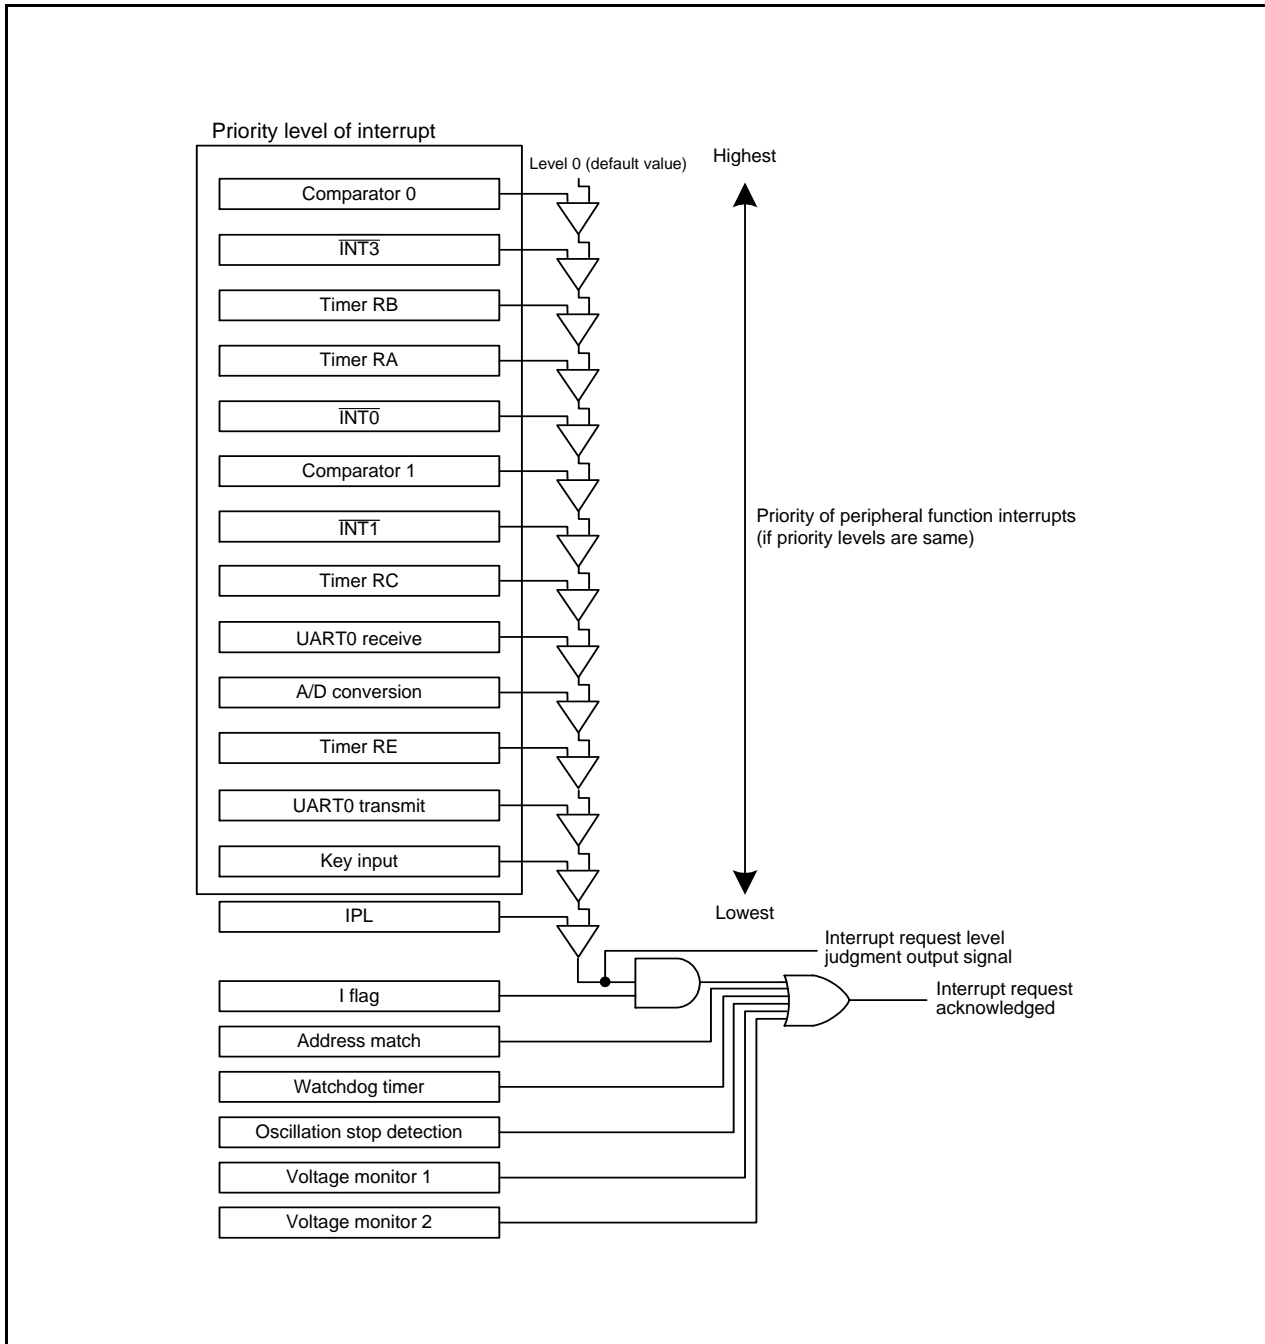 Priority level of interrupt
Level 0 (default value)
Highest
Comparator 0
INT3
Timer RB
Timer RA
INT0
Comparator 1
INT1
Priority of peripheral function interrupts
(if priority levels are same)
Timer RC
UART0 receive
A/D conversion
Timer RE
UART0 transmit
Key input
IPL
Lowest
Interrupt request level
judgment output signal
I flag
Interrupt request
acknowledged
Address match
Watchdog timer
Oscillation stop detection
Voltage monitor 1
Voltage monitor 2